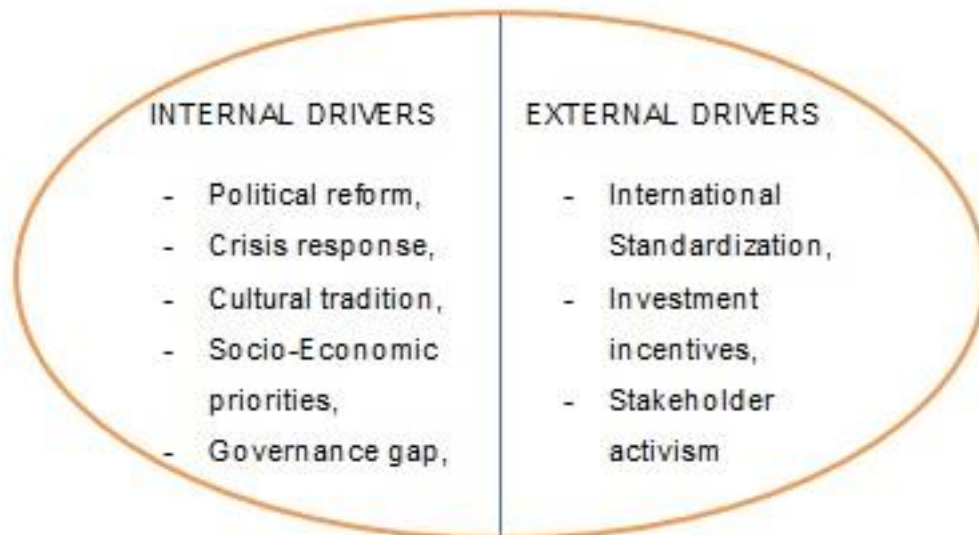 INTERNAL DRIVERS
- Political reform,
- Crisis response,
- Cultural tradition,
- Socio-Economic
priorities,
- Governance gap,
EXTERNAL DRIVERS
- International
Standardization,
- Investment
incentives,
- Stakeholder
activism